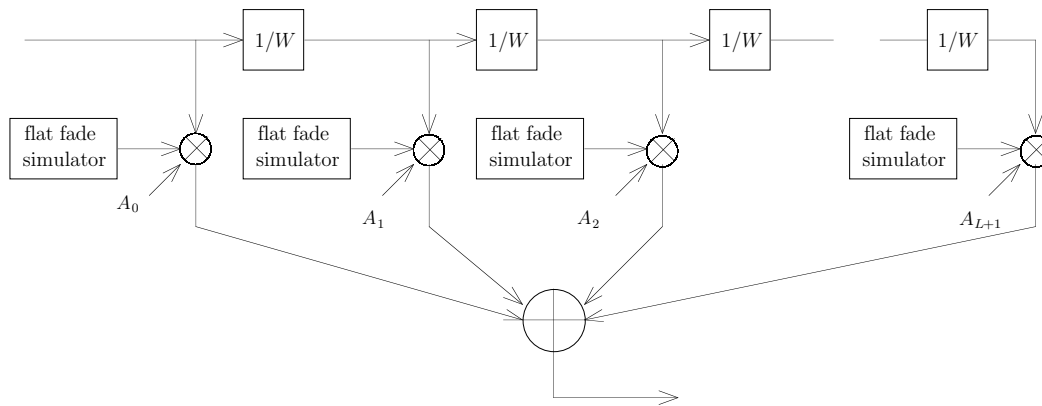 1/W 1/W 1/W 1/W
flat fade
simulator
flat fade
simulator
flat fade
simulator
flat fade
simulator
A_0 A_1 A_2 A_{L+1}